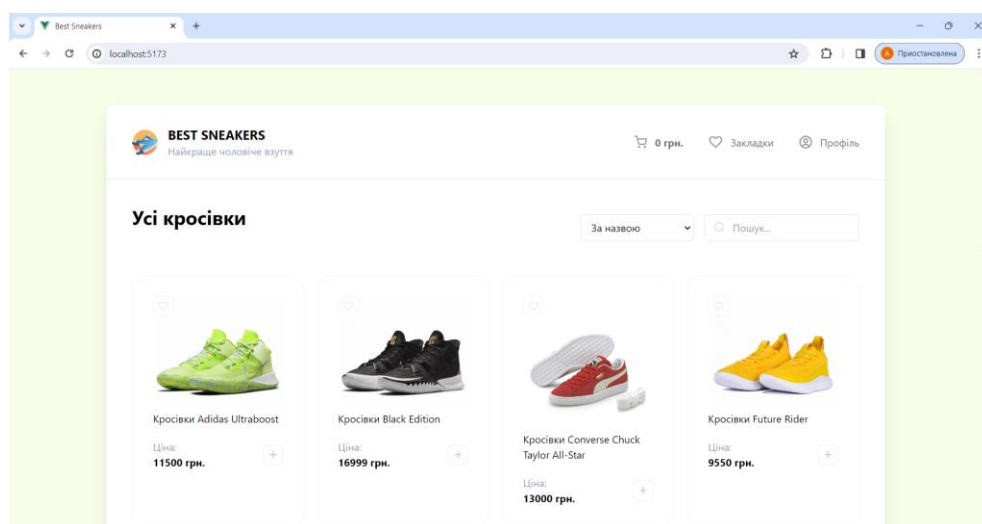 Best Sneakers
localhost:5173
Приостановлена
BEST SNEAKERS
Найкраще чоловіче взуття
0 грн.
Закладки
Профіль
Усі кросівки
За назвою
Пошук...
Кросівки Adidas Ultraboost
Ціна:
11500 грн.
Кросівки Black Edition
Ціна:
16999 грн.
Кросівки Converse Chuck
Taylor All-Star
Ціна:
13000 грн.
Кросівки Future Rider
Ціна:
9550 грн.